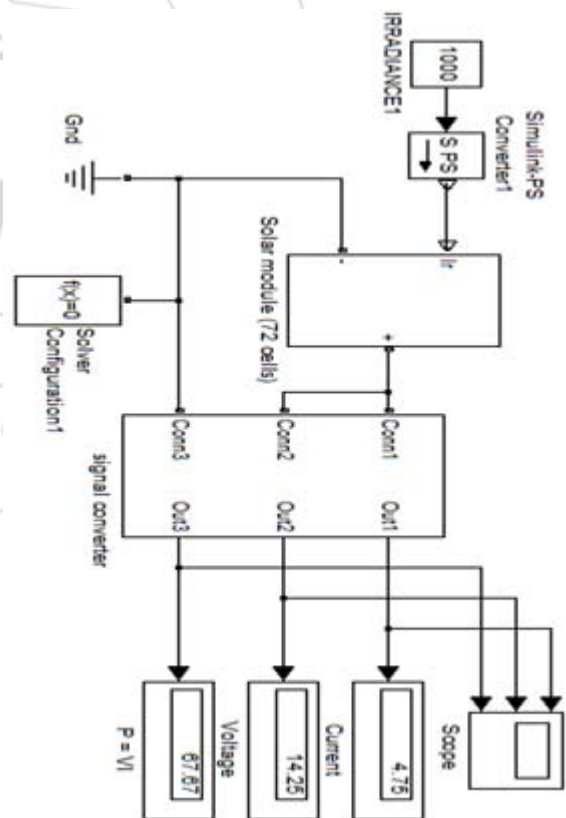 IRRADIANCE1
1000
S PS
Simulink-PS
Converter1
Ir
-
+
Solar module (72 cells)
Gnd
f(x)=0
Solver
Configuration1
Conn1
Conn2
Conn3
Out1
Out2
Out3
signal converter
Scope
4.75
Current
14.25
Voltage
67.67
P = VI